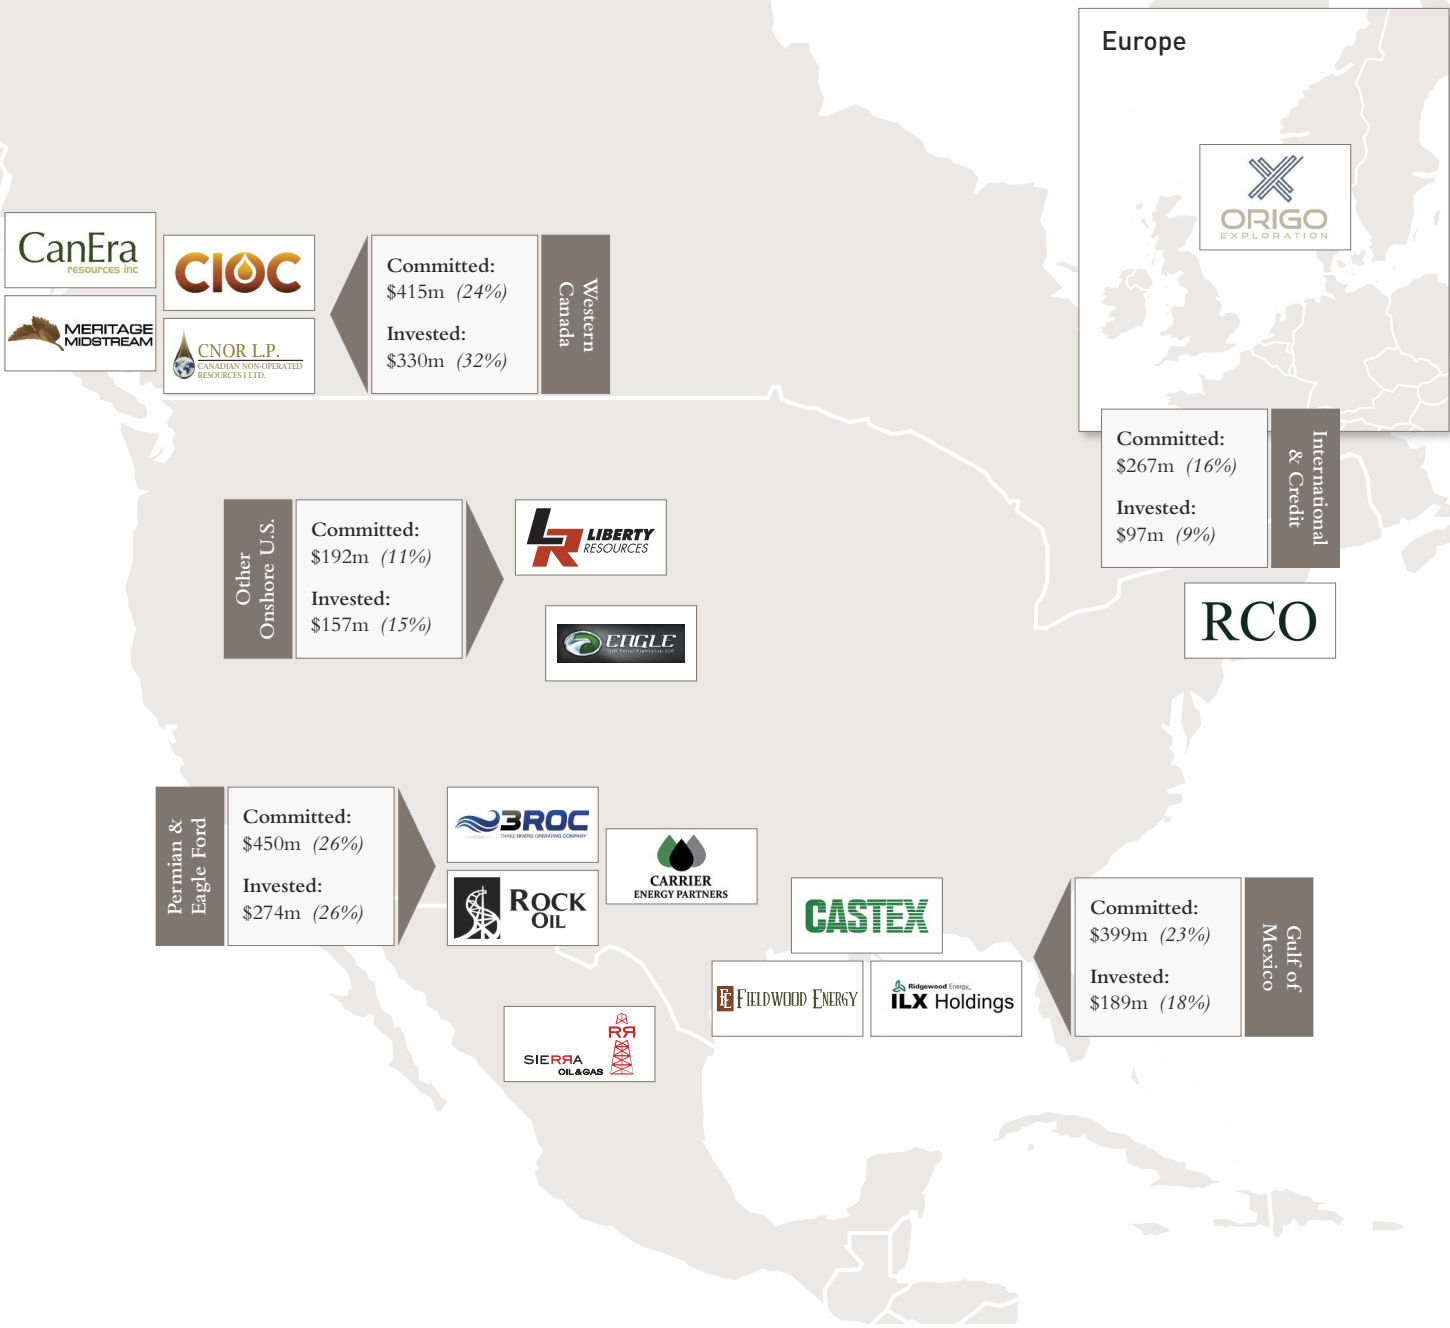 Europe
ORIGO
EXPLORATION
CanEra
resources inc
CIOC
MERITAGE
MIDSTREAM
CNOR L.P.
CANADIAN NON-OPERATED
RESOURCES I LTD.
Committed:
$415m (24%)
Invested:
$330m (32%)
Western
Canada
Committed:
$267m (16%)
Invested:
$97m (9%)
International
& Credit
RCO
Other
Onshore U.S.
Committed:
$192m (11%)
Invested:
$157m (15%)
LR LIBERTY
RESOURCES
EAGLE
Permian &
Eagle Ford
Committed:
$450m (26%)
Invested:
$274m (26%)
3ROC
THREE RIVERS OPERATING COMPANY
ROCK
OIL
CARRIER
ENERGY PARTNERS
CASTEX
FE FIELDWOOD ENERGY
Ridgewood Energy
ILX Holdings
Committed:
$399m (23%)
Invested:
$189m (18%)
Gulf of
Mexico
SIERRA
OIL&GAS